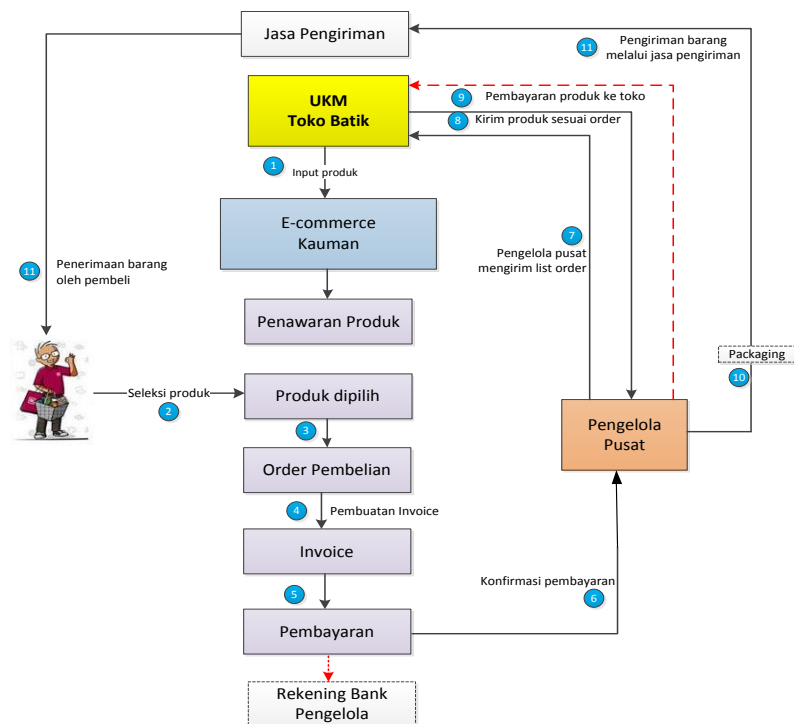 Jasa Pengiriman
11
Pengiriman barang
melalui jasa pengiriman
UKM
Toko Batik
9
Pembayaran produk ke toko
8
Kirim produk sesuai order
1
Input produk
E-commerce
Kauman
7
Pengelola pusat
mengirim list order
11
Penerimaan barang
oleh pembeli
Penawaran Produk
Packaging
10
Seleksi produk
2
Produk dipilih
3
Pengelola
Pusat
Order Pembelian
4
Pembuatan Invoice
Invoice
5
Konfirmasi pembayaran
6
Pembayaran
Rekening Bank
Pengelola